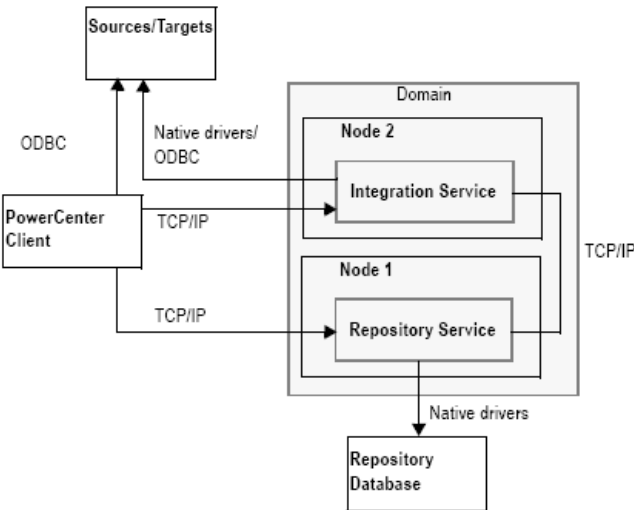 Sources/Targets
Domain
Node 2
Native drivers/
ODBC
ODBC
Integration Service
PowerCenter
Client
TCP/IP
TCP/IP
Node 1
TCP/IP
Repository Service
Native drivers
Repository
Database